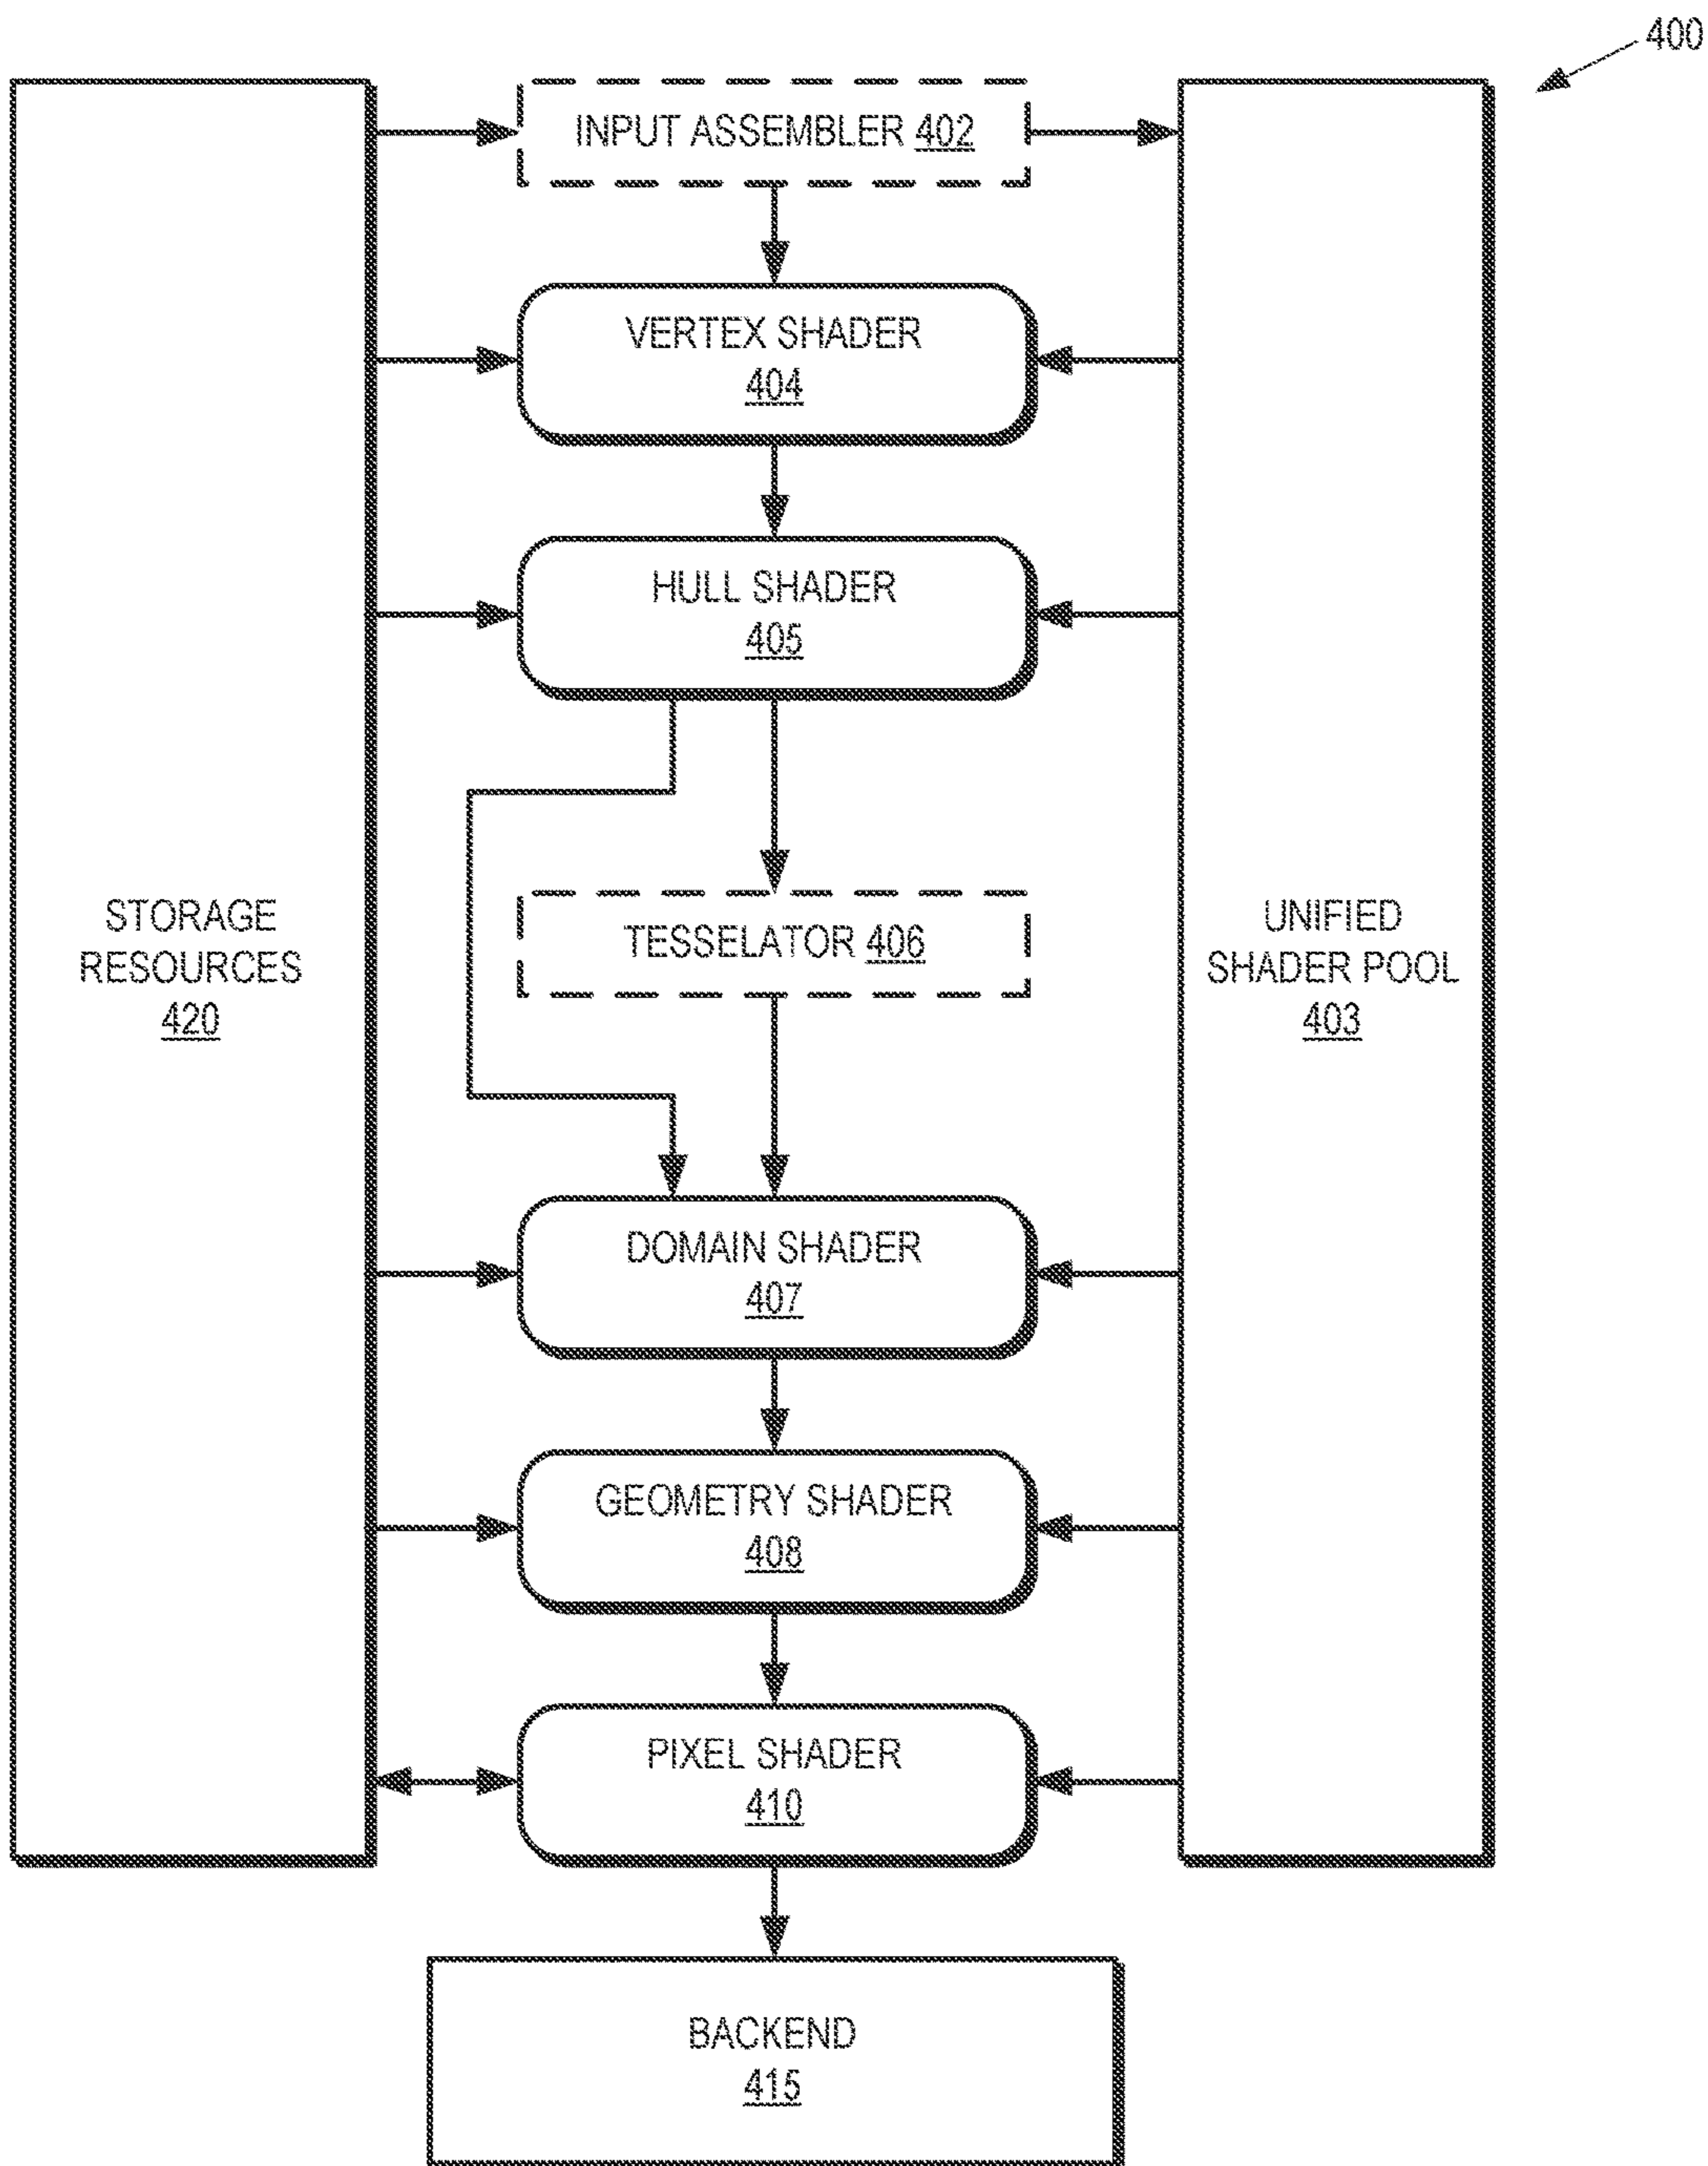 400
INPUT ASSEMBLER 402
VERTEX SHADER
404
HULL SHADER
405
STORAGE
RESOURCES
420
TESSELATOR 406
UNIFIED
SHADER POOL
403
DOMAIN SHADER
407
GEOMETRY SHADER
408
PIXEL SHADER
410
BACKEND
415